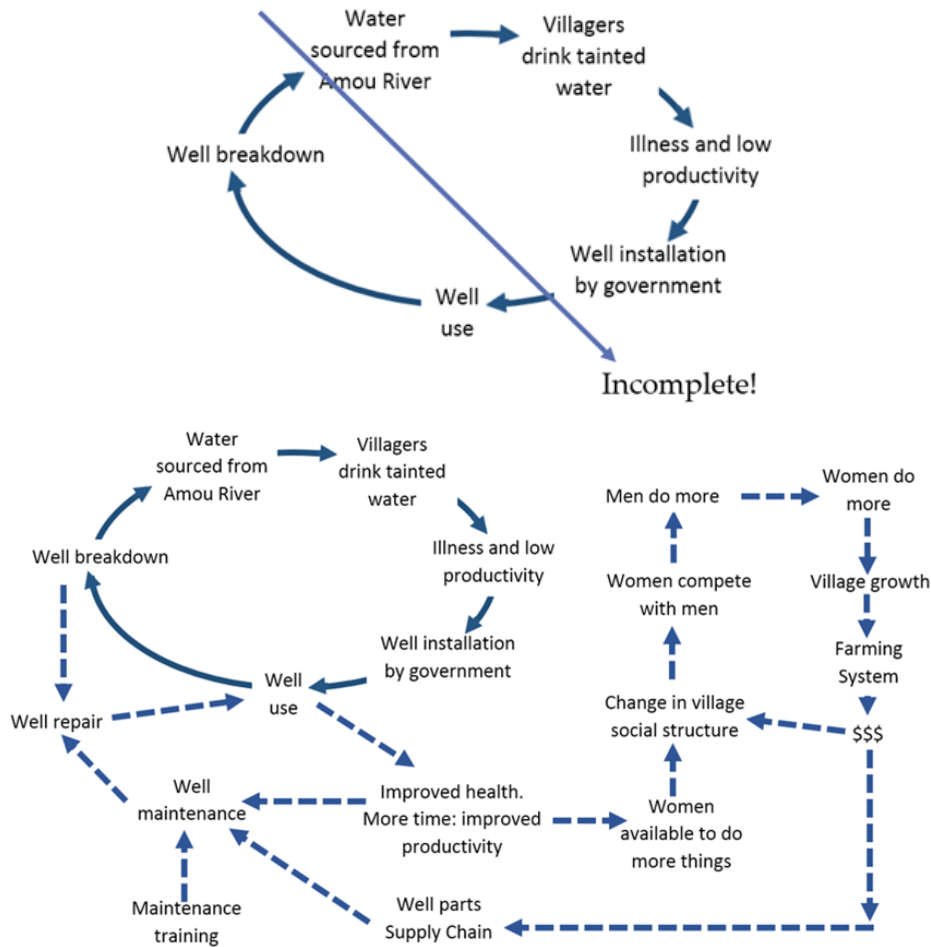 Water
sourced from
Amou River
Villagers
drink tainted
water
Illness and low
productivity
Well installation
by government
Well
use
Well breakdown
Incomplete!
Water
sourced from
Amou River
Villagers
drink tainted
water
Illness and low
productivity
Well installation
by government
Well
use
Well breakdown
Well repair
Well
maintenance
Maintenance
training
Improved health.
More time: improved
productivity
Well parts
Supply Chain
Women
available to do
more things
Change in village
social structure
Women compete
with men
Men do more
Women do
more
Village growth
Farming
System
$$$